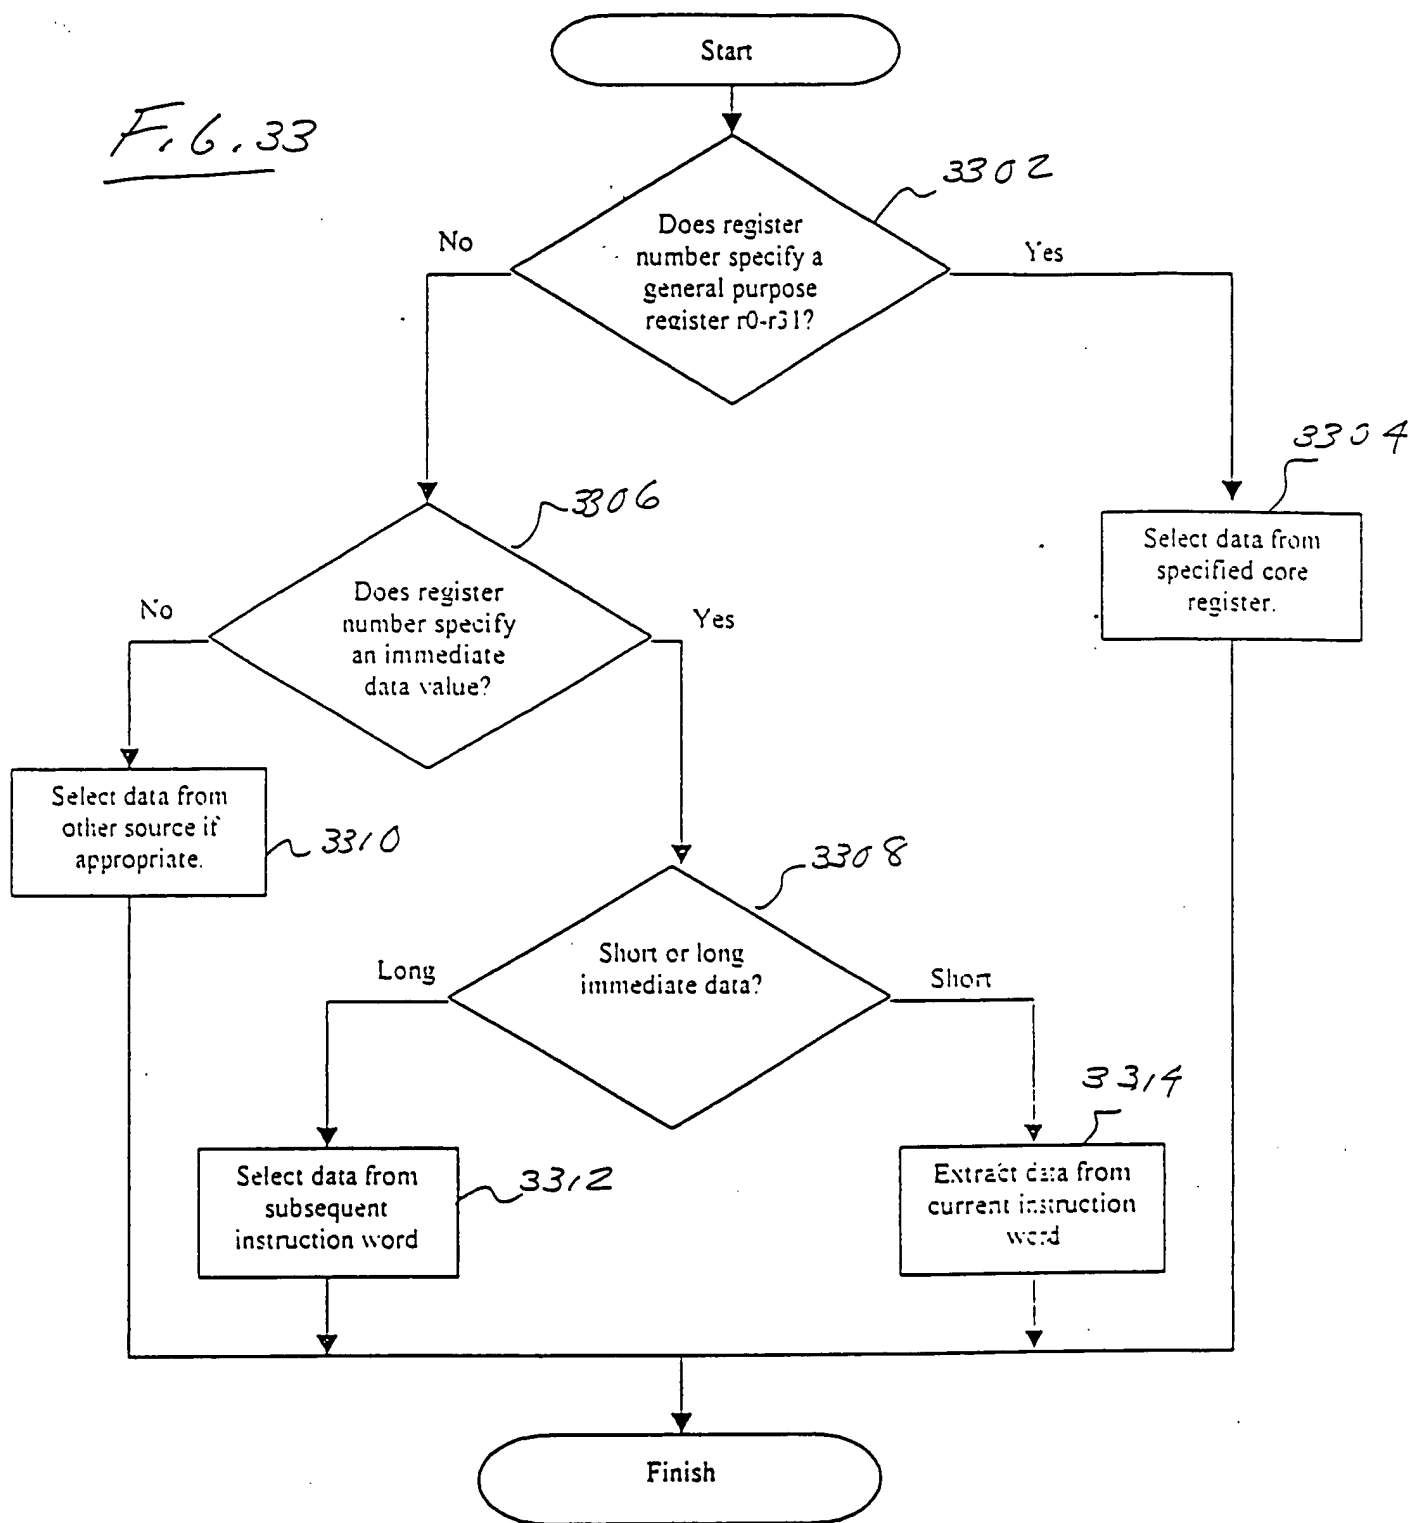 Start
F.6.33
3302
Does register
number specify a
general purpose
register r0-r31?
No
Yes
3304
3306
Select data from
specified core
register.
Does register
number specify
an immediate
data value?
No
Yes
Select data from
other source if
appropriate.
3310
3308
Short or long
immediate data?
Long
Short
3314
Select data from
subsequent
instruction word
3312
Extract data from
current instruction
word
Finish